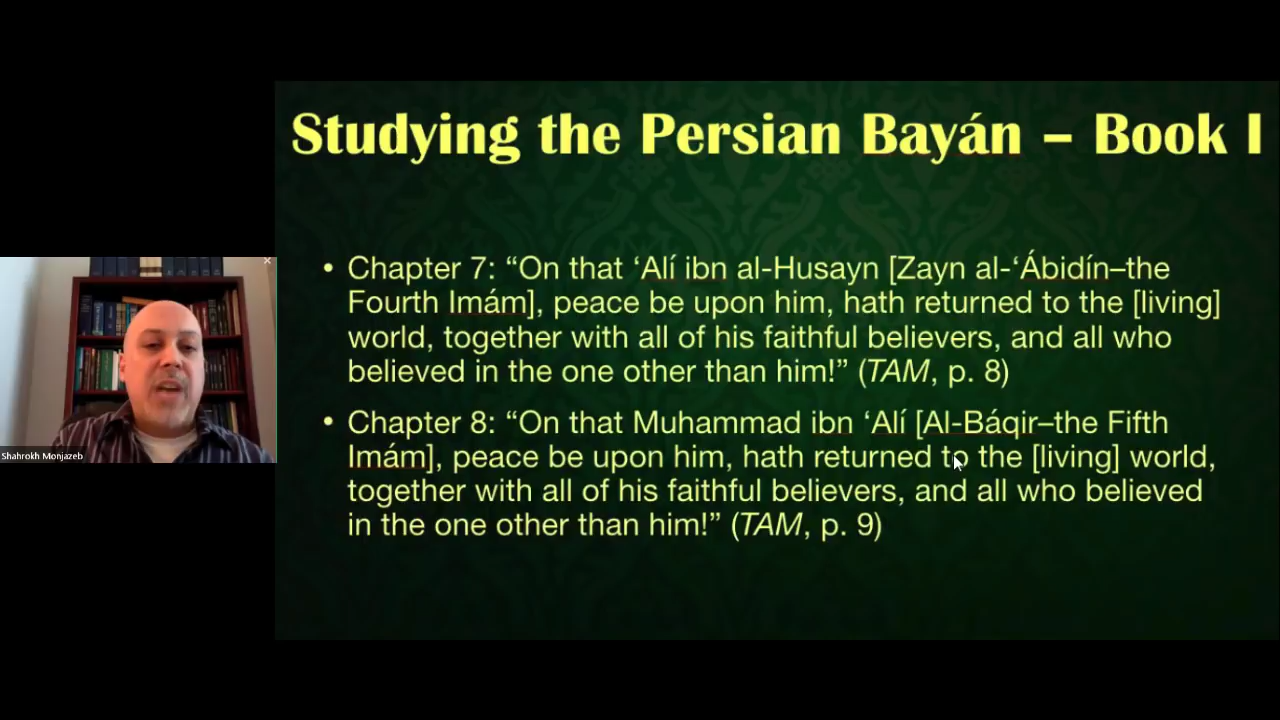 Studying the Persian Bayán – Book I
• Chapter 7: “On that ‘Alí ibn al-Husayn [Zayn al-‘Ábidín–the
Fourth Imám], peace be upon him, hath returned to the [living]
world, together with all of his faithful believers, and all who
believed in the one other than him!” (TAM, p. 8)
• Chapter 8: “On that Muhammad ibn ‘Alí [Al-Báqir–the Fifth
Imám], peace be upon him, hath returned to the [living] world,
together with all of his faithful believers, and all who believed
in the one other than him!” (TAM, p. 9)
Shahrokh Monjazeb